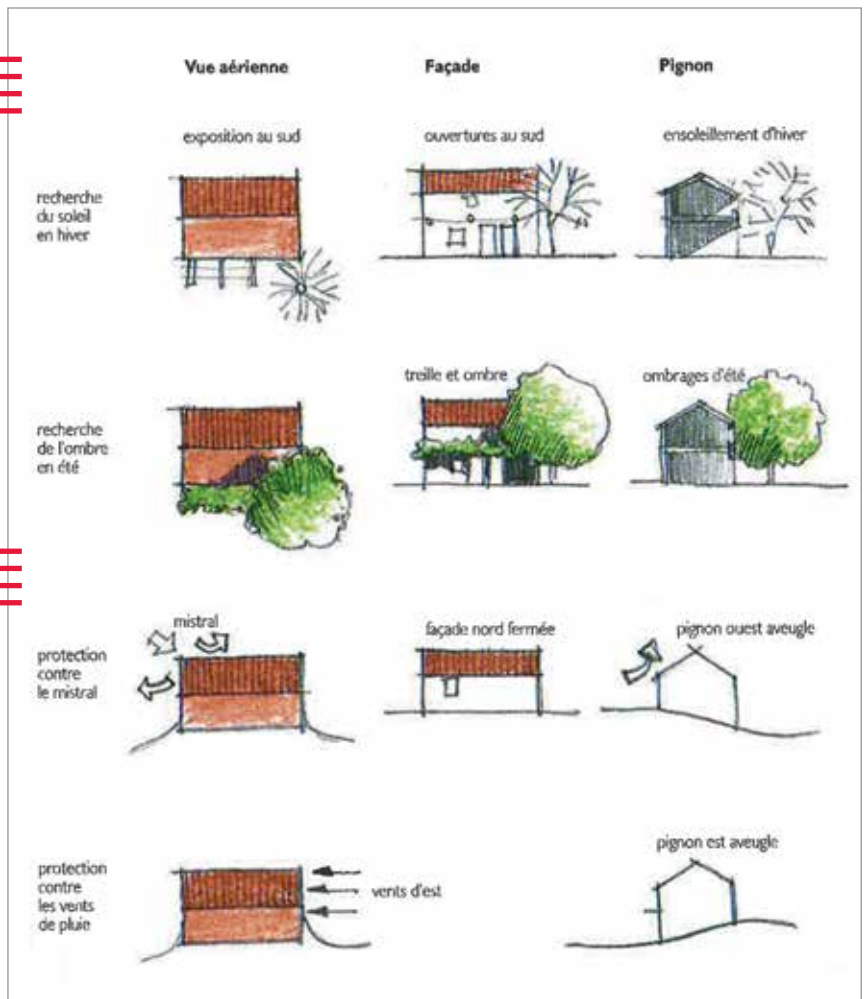 Vue aérienne
Façade
Pignon
exposition au sud
ouvertures au sud
ensoleillement d'hiver
recherche
du soleil
en hiver
treille et ombre
ombrages d'été
recherche
de l'ombre
en été
mistral
façade nord fermée
pignon ouest aveugle
protection
contre
le mistral
pignon est aveugle
protection
contre
les vents
de pluie
vents d'est